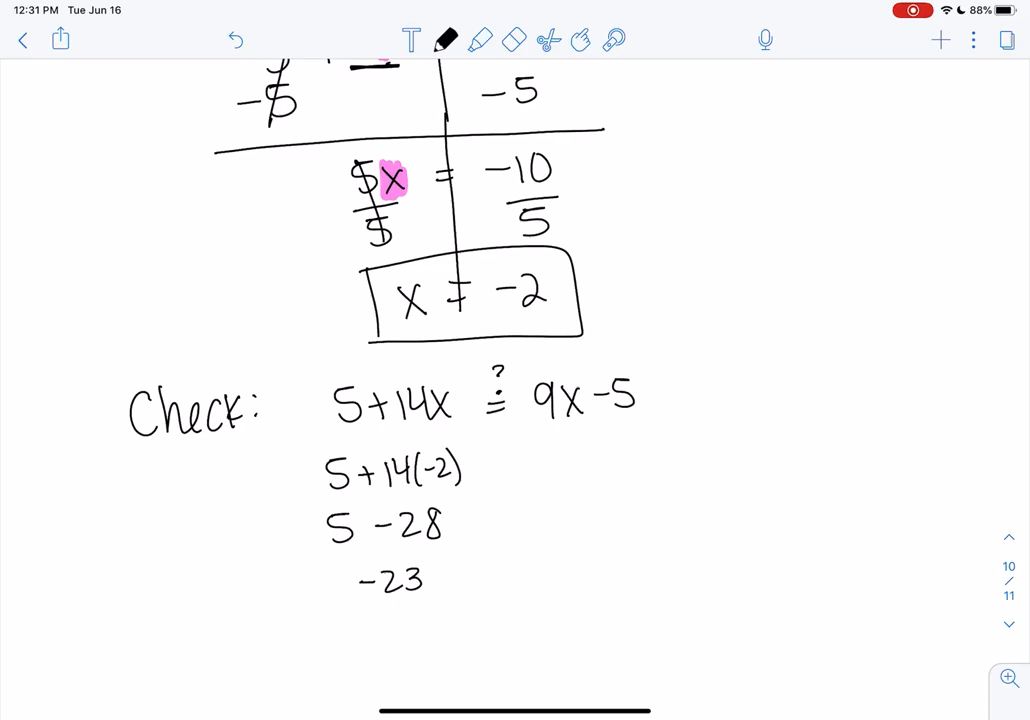 12:31 PM Tue Jun 16 88%
-5 -5
5x = -10
5 5
x = -2
Check: 5+14x ≟ 9x-5
5+14(-2)
5 -28
-23
10
/
11